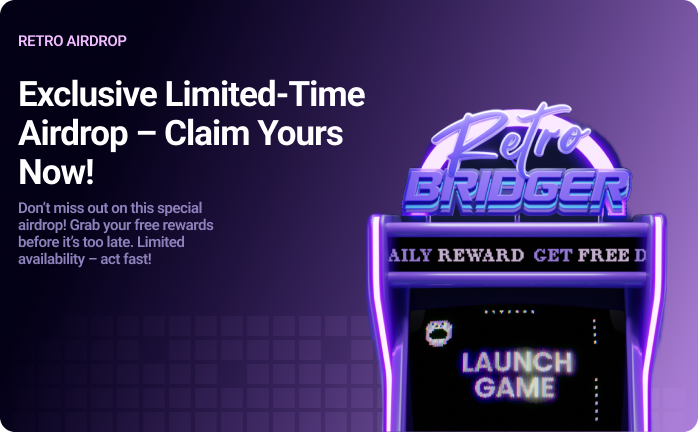 RETRO AIRDROP
Exclusive Limited-Time
Airdrop – Claim Yours
Now!
Don't miss out on this special
airdrop! Grab your free rewards
before it's too late. Limited
availability – act fast!
Retro
BRIDGER
AILY REWARD GET FREE D
LAUNCH
GAME